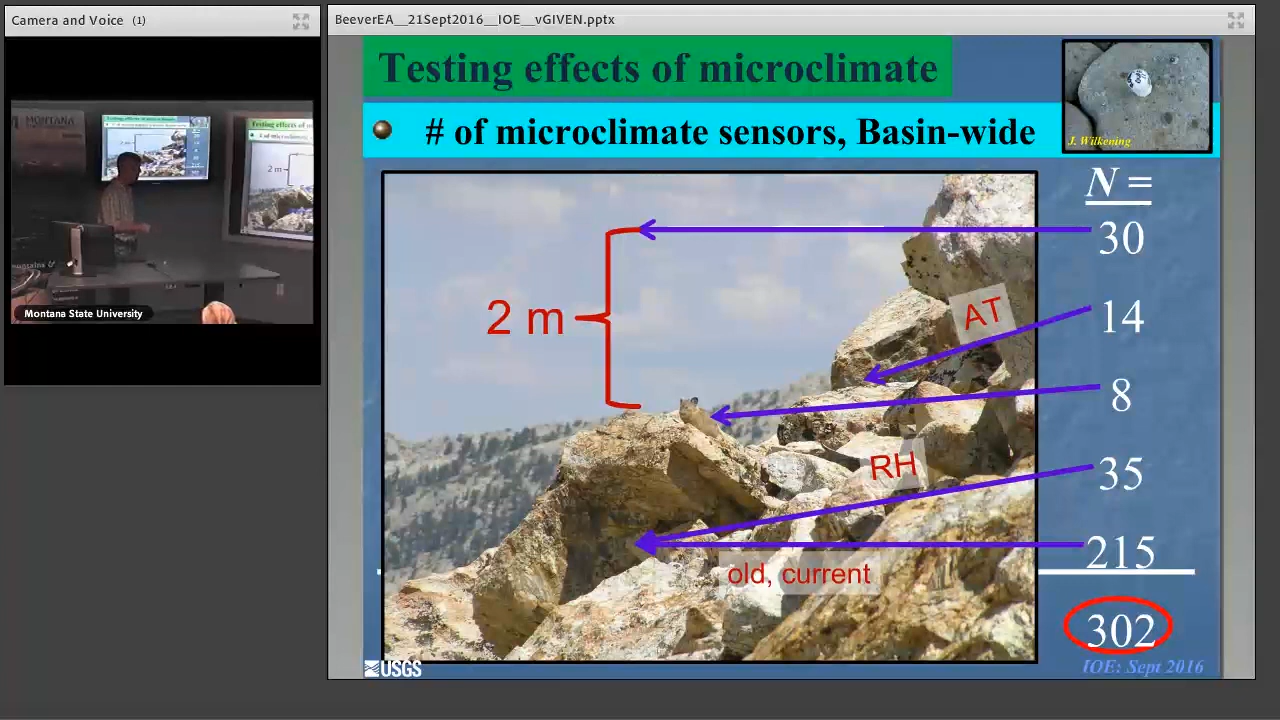 Camera and Voice (1)
MONTANA
Montana State University
BeeverEA__21Sept2016__IOE__vGIVEN.pptx
Testing effects of microclimate
# of microclimate sensors, Basin-wide
J. Wilkening
N =
30
2 m
AT
14
8
RH
35
215
old, current
302
USGS
IOE: Sept 2016